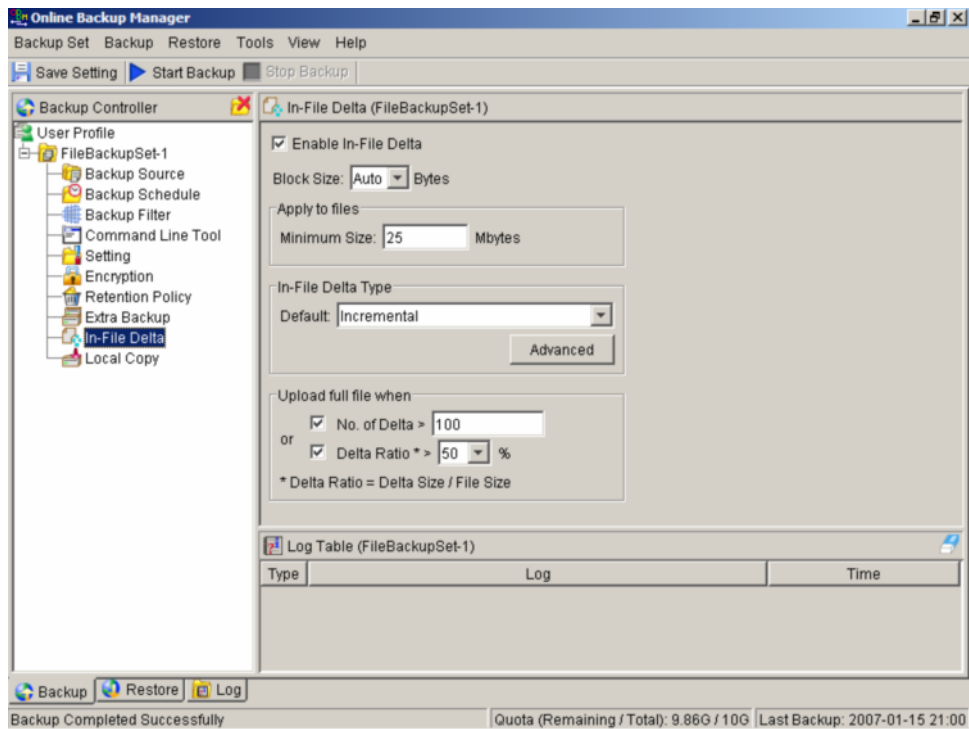 Online Backup Manager
Backup Set Backup Restore Tools View Help
Save Setting Start Backup Stop Backup
Backup Controller
User Profile
FileBackupSet-1
Backup Source
Backup Schedule
Backup Filter
Command Line Tool
Setting
Encryption
Retention Policy
Extra Backup
In-File Delta
Local Copy
In-File Delta (FileBackupSet-1)
Enable In-File Delta
Block Size: Auto Bytes
Apply to files
Minimum Size: 25 Mbytes
In-File Delta Type
Default: Incremental
Advanced
Upload full file when
No. of Delta > 100
or
Delta Ratio * > 50 %
* Delta Ratio = Delta Size / File Size
Log Table (FileBackupSet-1)
Type Log Time
Backup Restore Log
Backup Completed Successfully Quota (Remaining / Total): 9.86G / 10G Last Backup: 2007-01-15 21:00